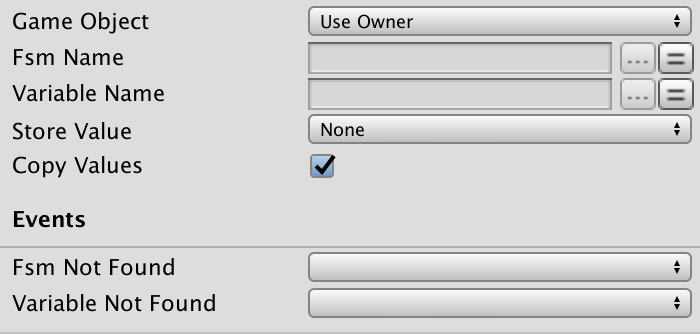 Game Object Use Owner
Fsm Name ... =
Variable Name ... =
Store Value None
Copy Values
Events
Fsm Not Found
Variable Not Found